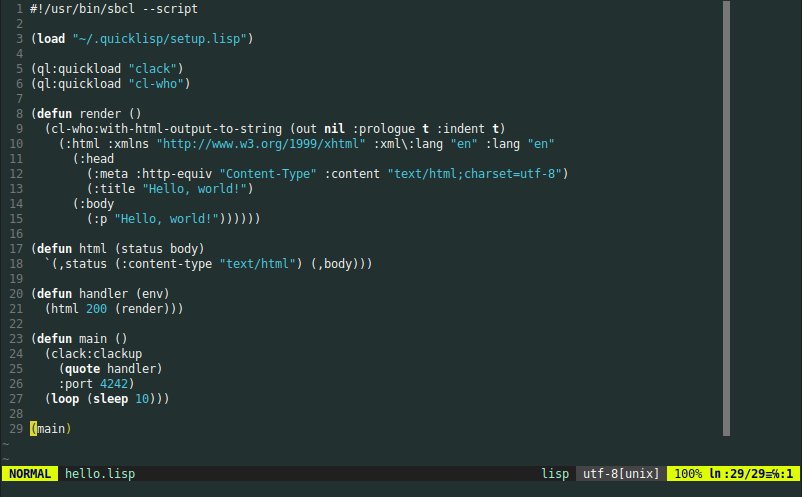 1 #!/usr/bin/sbcl --script
2
3 (load "~/.quicklisp/setup.lisp")
4
5 (ql:quickload "clack")
6 (ql:quickload "cl-who")
7
8 (defun render ()
9   (cl-who:with-html-output-to-string (out nil :prologue t :indent t)
10     (:html :xmlns "http://www.w3.org/1999/xhtml" :xml\:lang "en" :lang "en"
11       (:head
12         (:meta :http-equiv "Content-Type" :content "text/html;charset=utf-8")
13         (:title "Hello, world!")
14       (:body
15         (:p "Hello, world!"))))))
16
17 (defun html (status body)
18   `(,status (:content-type "text/html") (,body)))
19
20 (defun handler (env)
21   (html 200 (render)))
22
23 (defun main ()
24   (clack:clackup
25     (quote handler)
26     :port 4242)
27   (loop (sleep 10)))
28
29 (main)
~
~
NORMAL hello.lisp lisp utf-8[unix] 100% ln:29/29≡℅:1